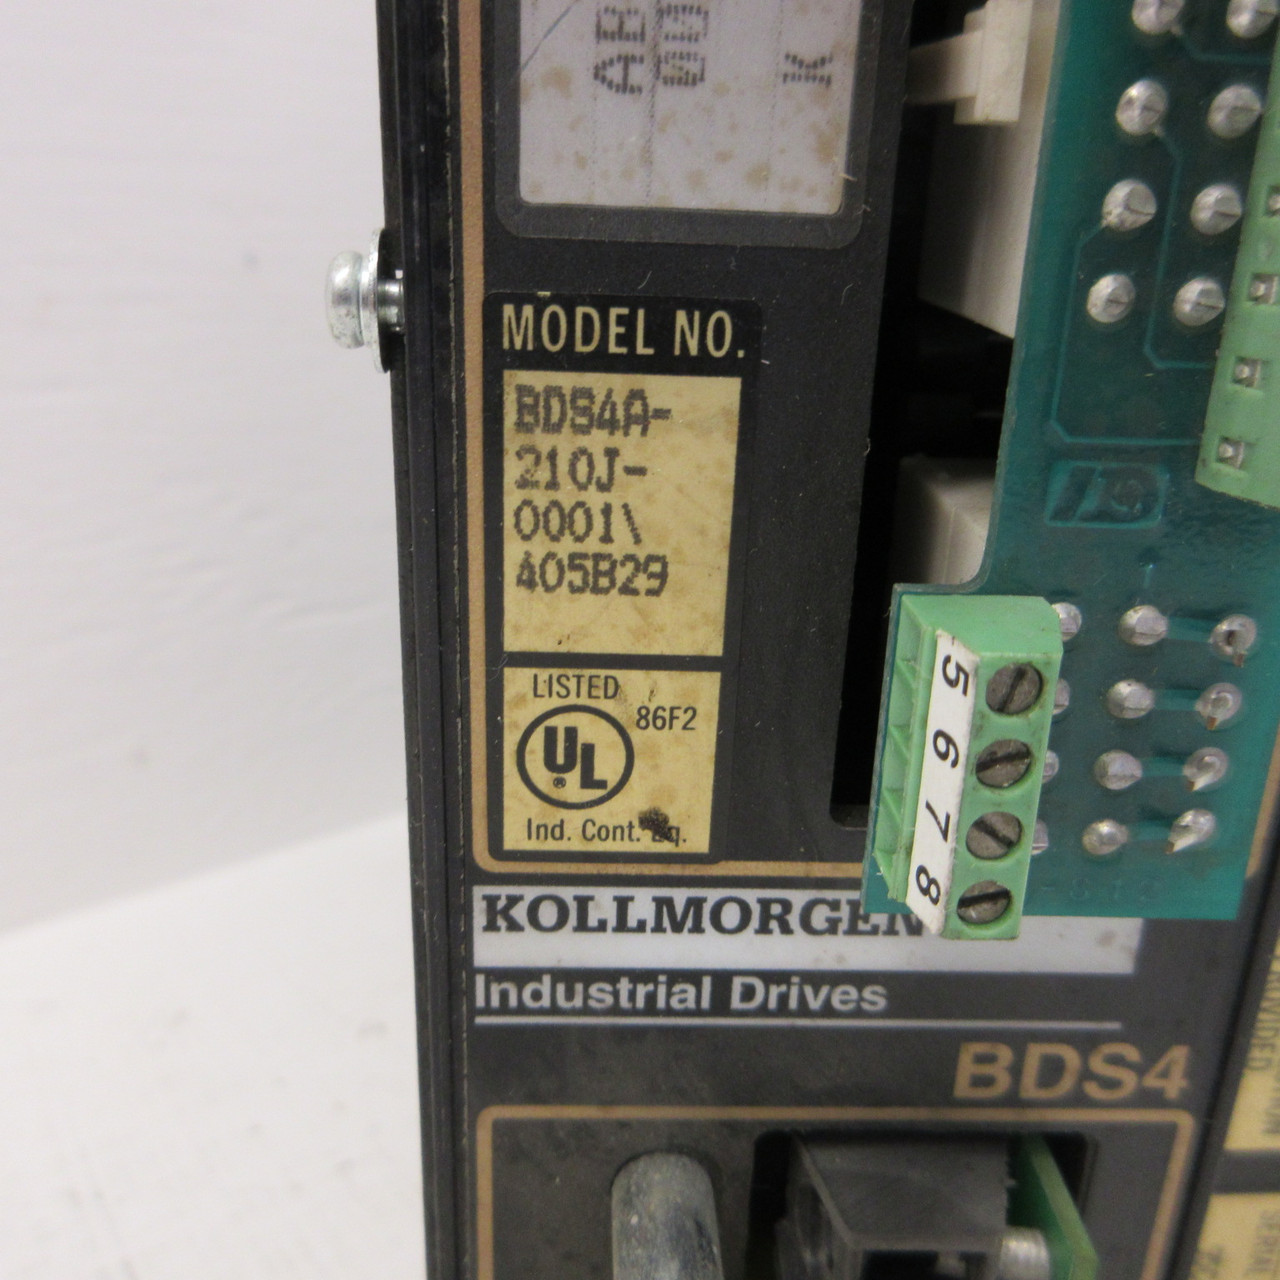 K
MODEL NO.
BDS4A-
210J-
0001\
405B29
LISTED
86F2
UL
®
Ind. Cont. Eq.
5
6
7
8
KOLLMORGEN
Industrial Drives
BDS4